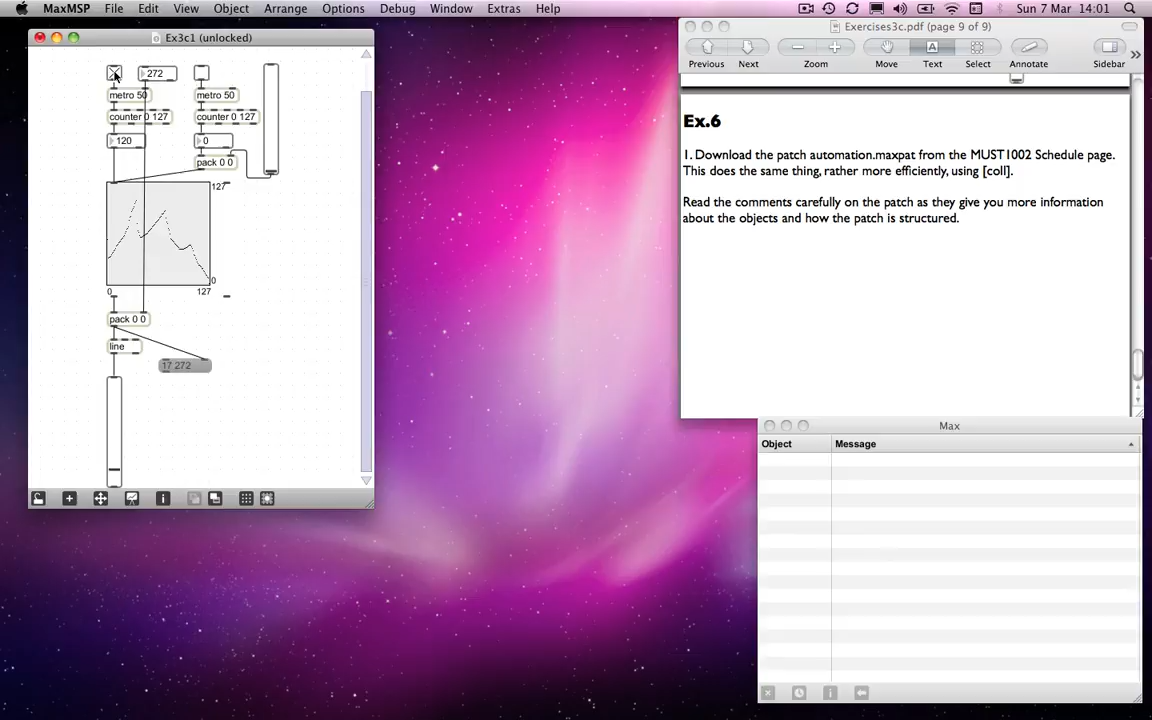 MaxMSP File Edit View Object Arrange Options Debug Window Extras Help Sun 7 Mar 14:01
Ex3c1 (unlocked)
272
metro 50 metro 50
counter 0 127 counter 0 127
120 0
pack 0 0
127
0
0 127
pack 0 0
line
17 272
Exercises3c.pdf (page 9 of 9)
Previous Next Zoom Move Text Select Annotate Sidebar
Ex.6
1. Download the patch automation.maxpat from the MUST1002 Schedule page.
This does the same thing, rather more efficiently, using [coll].
Read the comments carefully on the patch as they give you more information
about the objects and how the patch is structured.
Max
Object Message